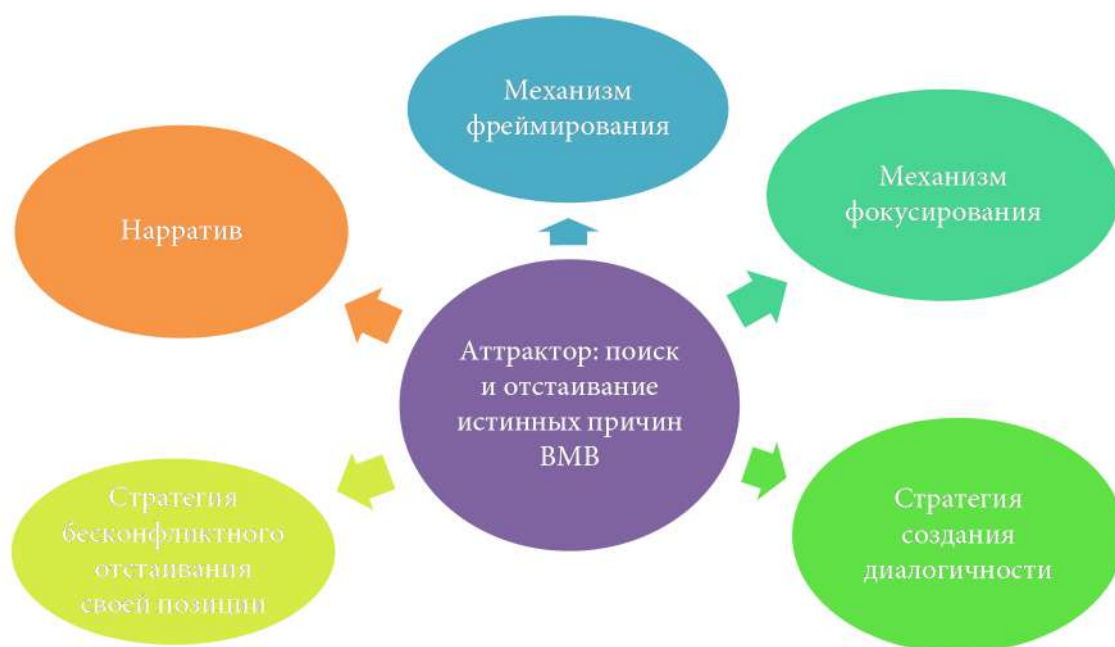 Механизм
фреймирования
Механизм
фокусирования
Нарратив
Аттрактор: поиск
и отстаивание
истинных причин
ВМВ
Стратегия
бесконфликтного
отстаивания
своей позиции
Стратегия
создания
диалогичности